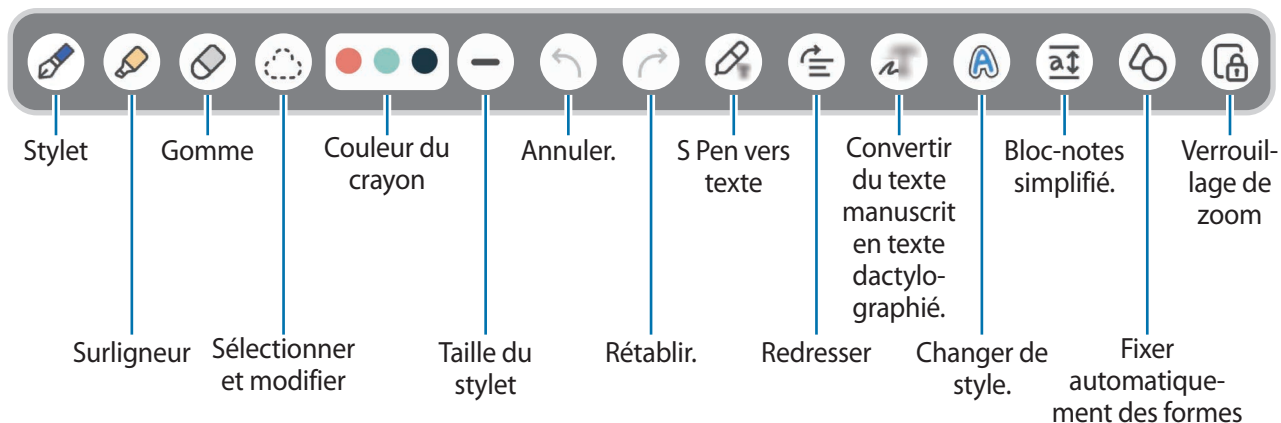 Stylet
Gomme
Couleur du
crayon
Annuler.
S Pen vers
texte
Convertir
du texte
manuscrit
en texte
dactylo-
graphié.
Bloc-notes
simplifié.
Verrouil-
lage de
zoom
Surligneur
Sélectionner
et modifier
Taille du
stylet
Rétablir.
Redresser
Changer de
style.
Fixer
automatique-
ment des formes